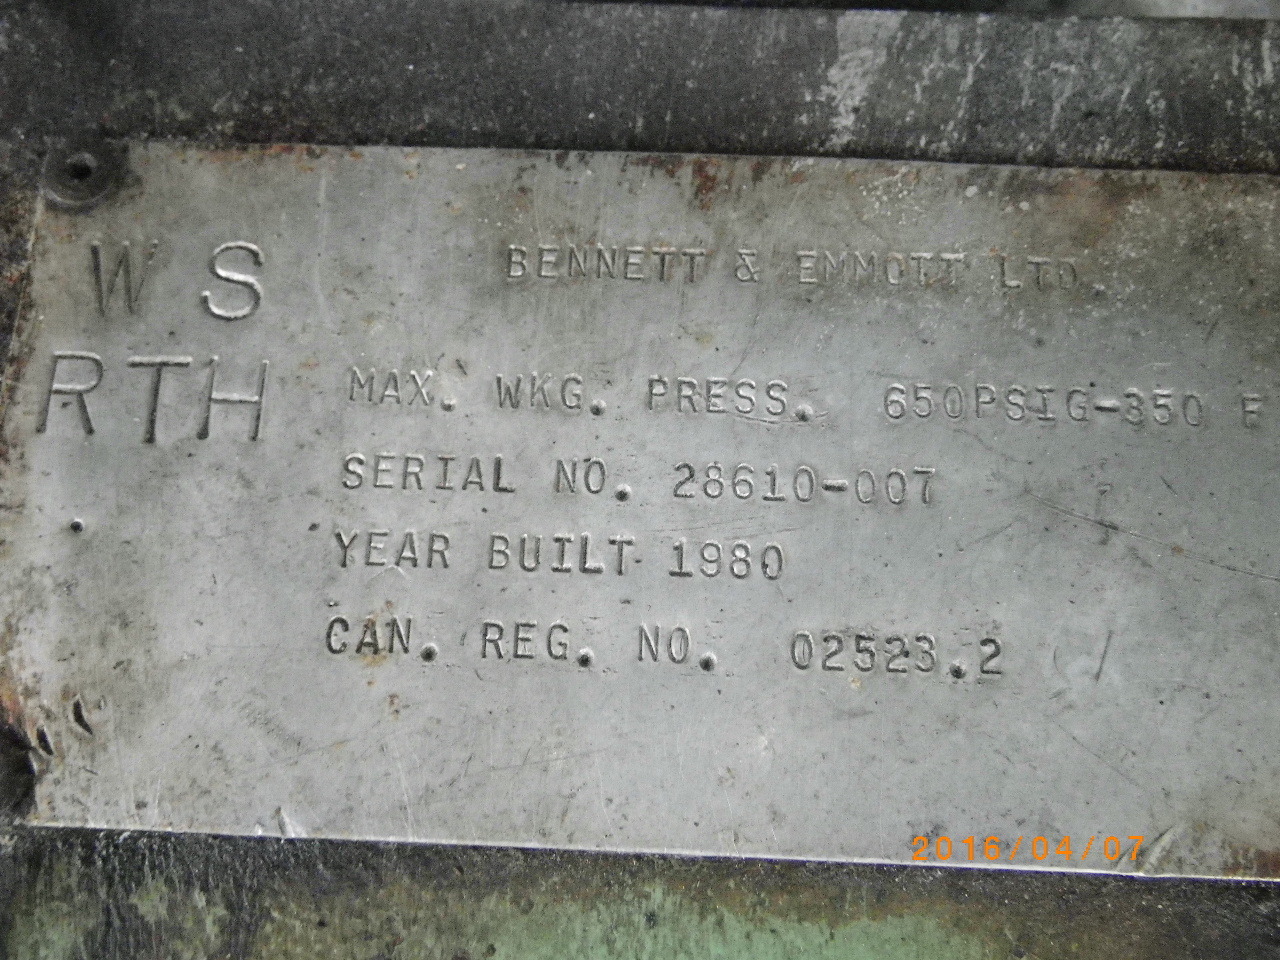 W S BENNETT & EMMOTT LTD
RTH MAX. WKG. PRESS. 650PSIG-350 F
SERIAL NO. 28610-007
YEAR BUILT 1980
CAN. REG. NO. 02523.2
2016/04/07